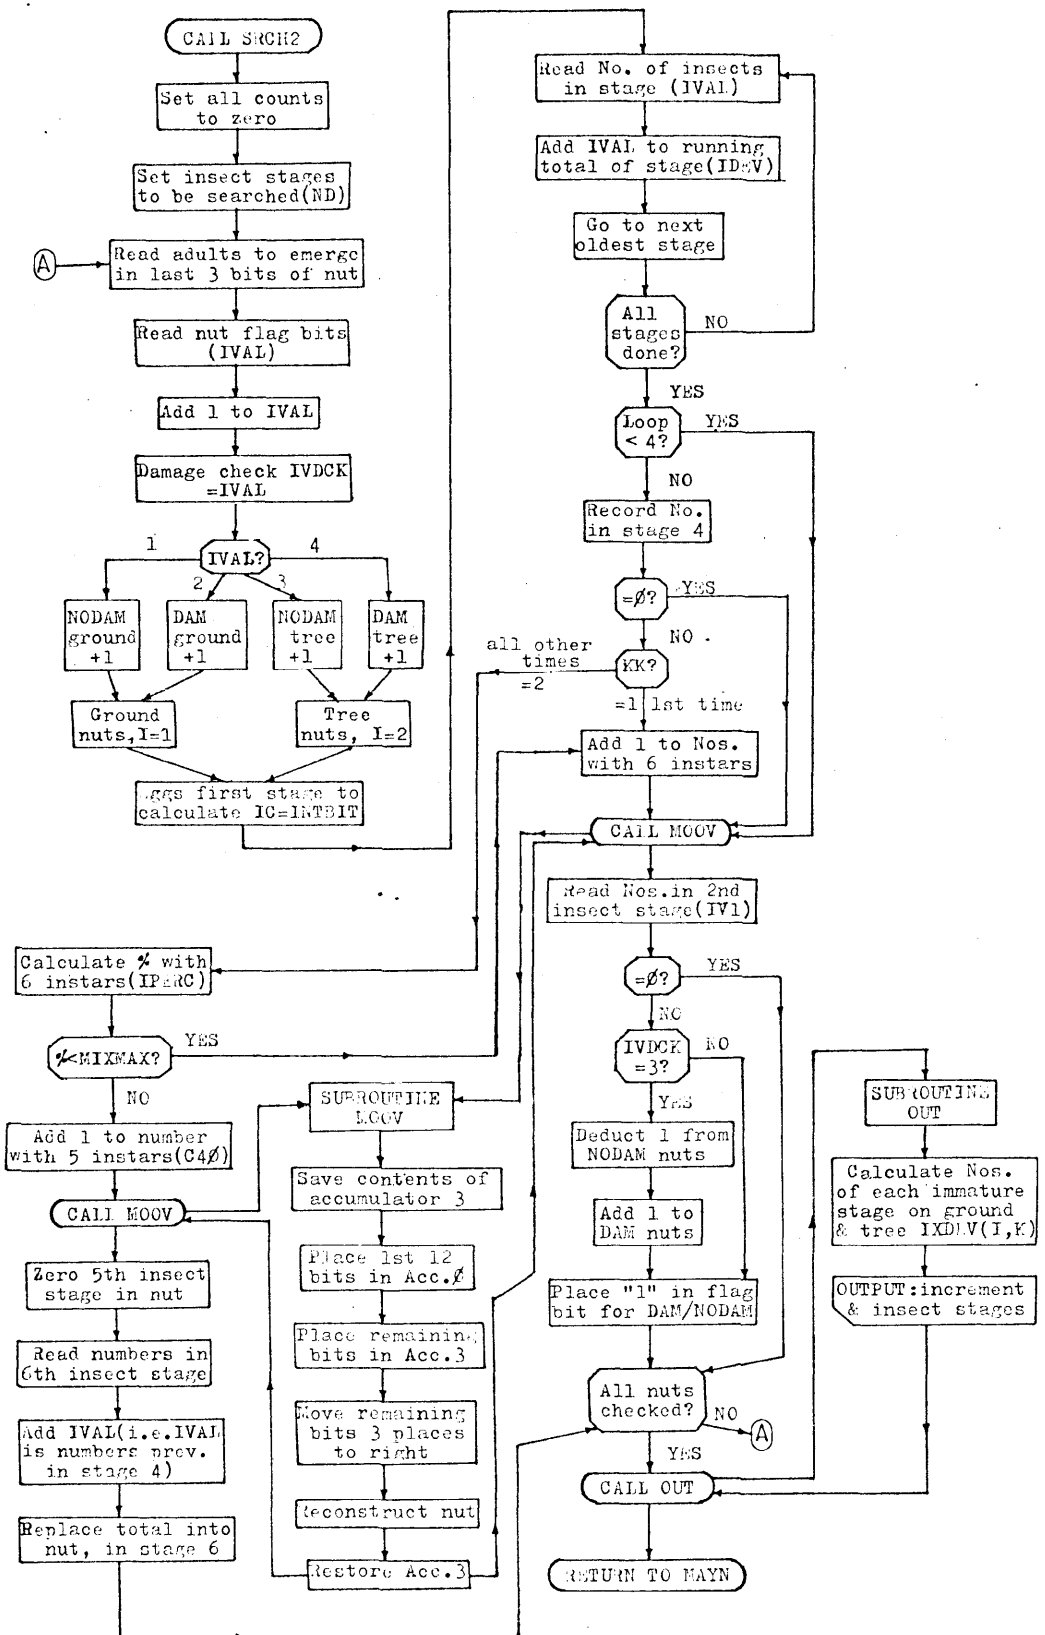 CALL SRCH2
Set all counts
to zero
Set insect stages
to be searched(ND)
A
Read adults to emerge
in last 3 bits of nut
Read nut flag bits
(IVAL)
Add 1 to IVAL
Damage check IVDCK
=IVAL
IVAL?
1
2
3
4
NODAM
ground
+1
DAM
ground
+1
NODAM
tree
+1
DAM
tree
+1
Ground
nuts,I=1
Tree
nuts, I=2
Eggs first stage to
calculate IC=INTBIT
Read No. of insects
in stage (IVAL)
Add IVAL to running
total of stage(IDEV)
Go to next
oldest stage
All
stages
done?
NO
YES
Loop
< 4?
YES
NO
Record No.
in stage 4
=Ø?
YES
NO
KK?
all other
times
=2
=1 1st time
Add 1 to Nos.
with 6 instars
CALL MOOV
Read Nos.in 2nd
insect stage(IV1)
=Ø?
YES
NO
IVDCK
=3?
NO
YES
Deduct 1 from
NODAM nuts
Add 1 to
DAM nuts
Place "1" in flag
bit for DAM/NODAM
All nuts
checked?
NO
A
YES
CALL OUT
RETURN TO MAYN
Calculate % with
6 instars(IPERC)
%<MIXMAX?
YES
NO
Add 1 to number
with 5 instars(C4Ø)
CALL MOOV
Zero 5th insect
stage in nut
Read numbers in
6th insect stage
Add IVAL(i.e.IVAL
is numbers prev.
in stage 4)
Replace total into
nut, in stage 6
SUBROUTINE
MOOV
Save contents of
accumulator 3
Place 1st 12
bits in Acc.Ø
Place remaining
bits in Acc.3
Move remaining
bits 3 places
to right
Reconstruct nut
Restore Acc.3
SUBROUTINE
OUT
Calculate Nos.
of each immature
stage on ground
& tree IXDEV(I,K)
OUTPUT:increment
& insect stages